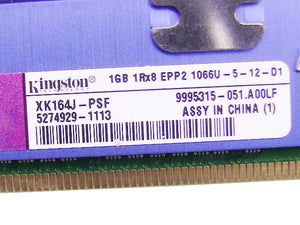 Kingston 1GB 1Rx8 EPP2 1066U-5-12-D1
XK164J-PSF 9995315-051.A00LF
5274929-1113 ASSY IN CHINA (1)